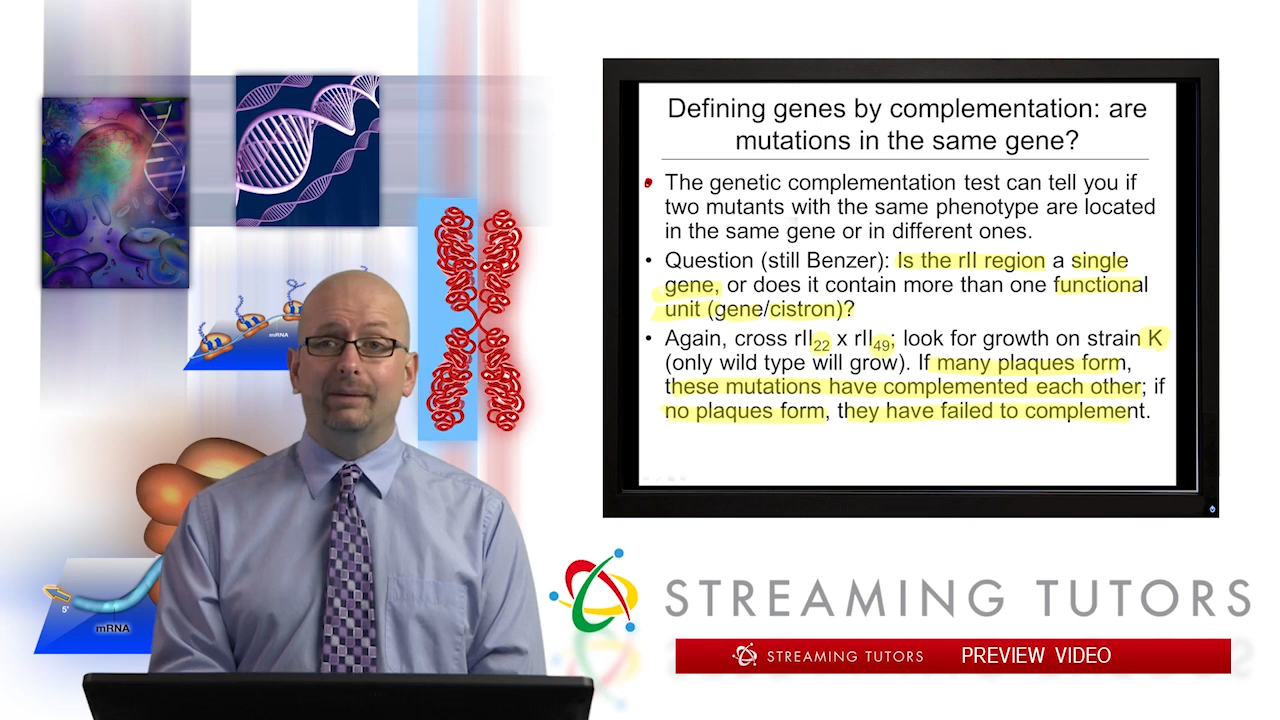 Defining genes by complementation: are
mutations in the same gene?
• The genetic complementation test can tell you if
two mutants with the same phenotype are located
in the same gene or in different ones.
• Question (still Benzer): Is the rII region a single
gene, or does it contain more than one functional
unit (gene/cistron)?
• Again, cross rII22 x rII49; look for growth on strain K
(only wild type will grow). If many plaques form,
these mutations have complemented each other; if
no plaques form, they have failed to complement.
mRNA
5'
mRNA
STREAMING TUTORS
STREAMING TUTORS PREVIEW VIDEO